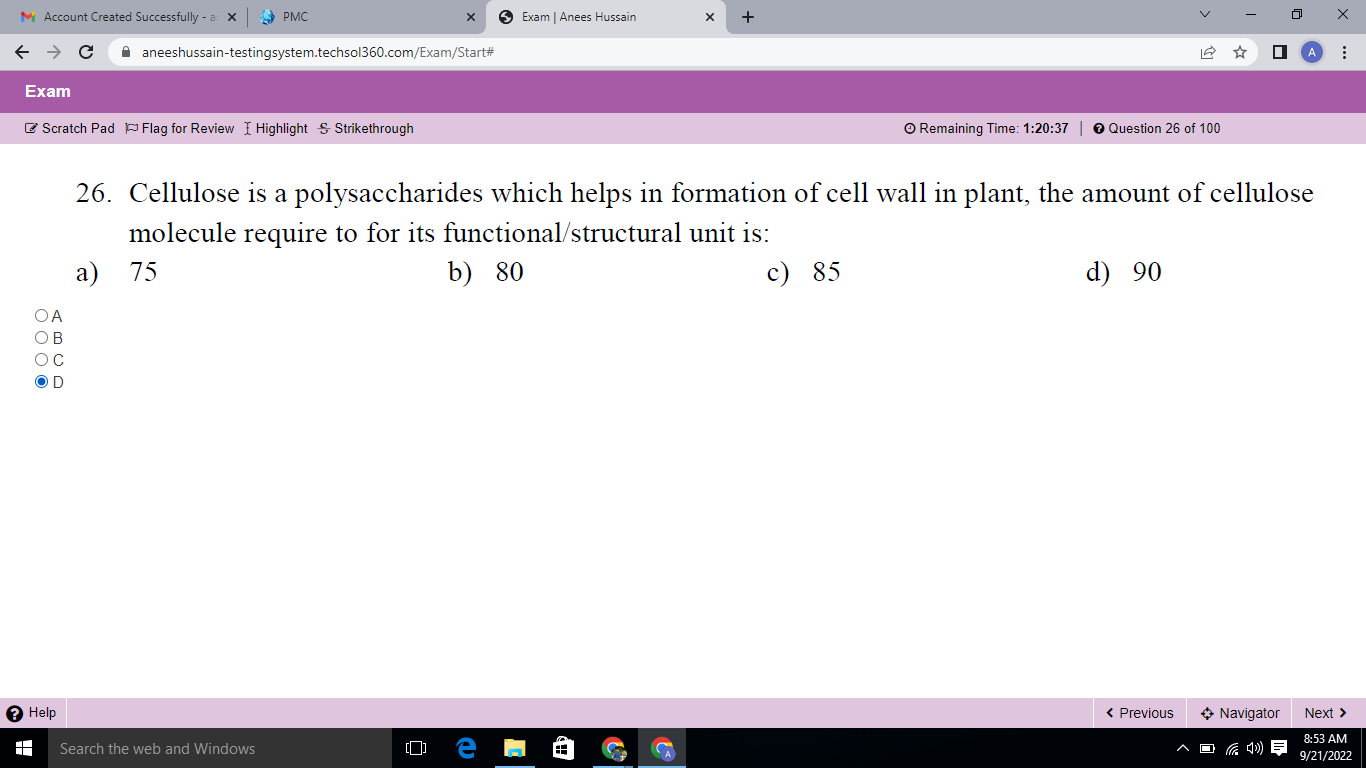 Account Created Successfully - a
PMC
Exam | Anees Hussain
aneeshussain-testingsystem.techsol360.com/Exam/Start#
A
Exam
Scratch Pad Flag for Review Highlight Strikethrough
Remaining Time: 1:20:37 | Question 26 of 100
26. Cellulose is a polysaccharides which helps in formation of cell wall in plant, the amount of cellulose
molecule require to for its functional/structural unit is:
a) 75 b) 80 c) 85 d) 90
A
B
C
D
Help
Previous Navigator Next
Search the web and Windows
A
8:53 AM
9/21/2022